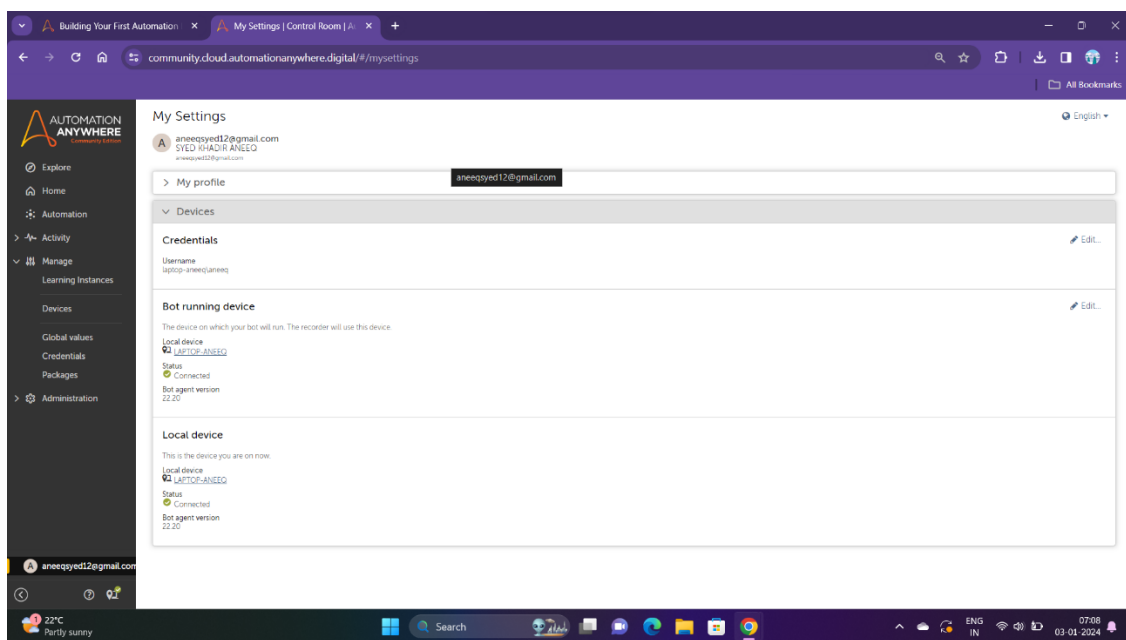 Building Your First Automation
My Settings | Control Room | A
community.cloud.automationanywhere.digital/#/mysettings
All Bookmarks
AUTOMATION
ANYWHERE
Community Edition
Explore
Home
Automation
Activity
Manage
Learning Instances
Devices
Global values
Credentials
Packages
Administration
aneeqsyed12@gmail.com
My Settings
English
A
aneeqsyed12@gmail.com
SYED KHADIR ANEEQ
aneeqsyed12@gmail.com
My profile
aneeqsyed12@gmail.com
Devices
Credentials
Edit...
Username
laptop-aneeq\aneeq
Bot running device
Edit...
The device on which your bot will run. The recorder will use this device.
Local device
LAPTOP-ANEEQ
Status
Connected
Bot agent version
22.20
Local device
This is the device you are on now.
Local device
LAPTOP-ANEEQ
Status
Connected
Bot agent version
22.20
A
1
22°C
Partly sunny
Search
ENG
IN
07:08
03-01-2024